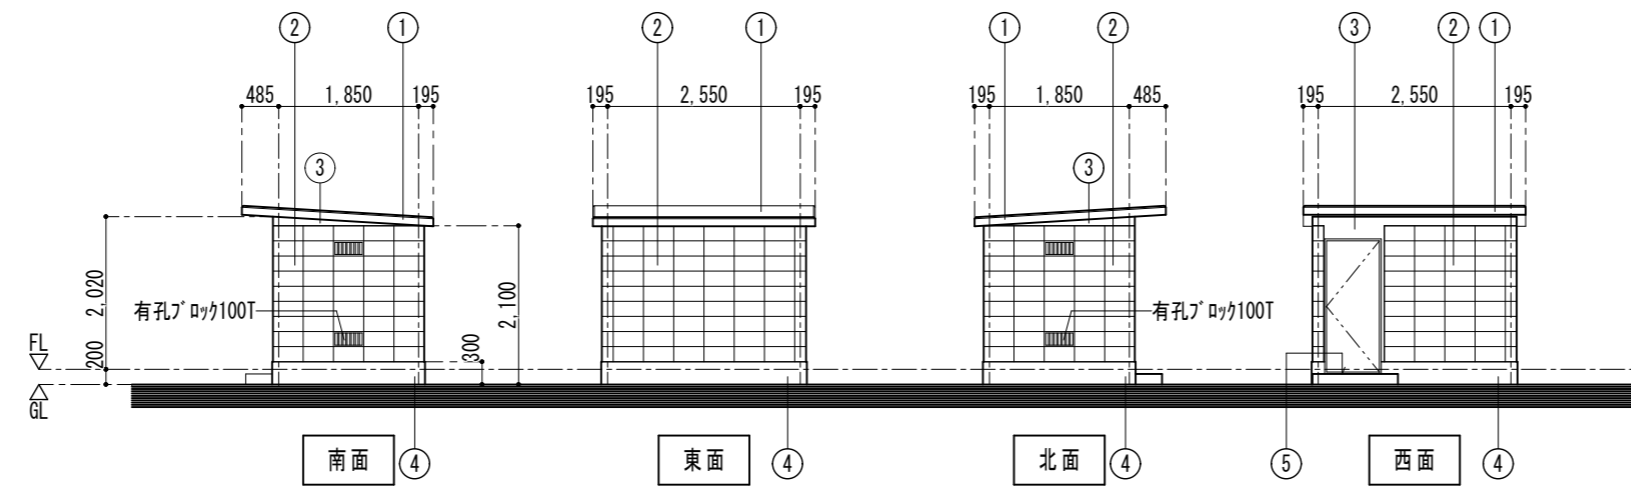 ② ① ② ① ① ② ③ ② ①
485 1,850 195 195 2,550 195 195 1,850 485 195 2,550 195
③ ③
2,020
有孔ブロック100T
2,100
有孔ブロック100T
300
FL
200
GL
⑤
南面 ④ 東面 ④ 北面 ④ ⑤ 西面 ④